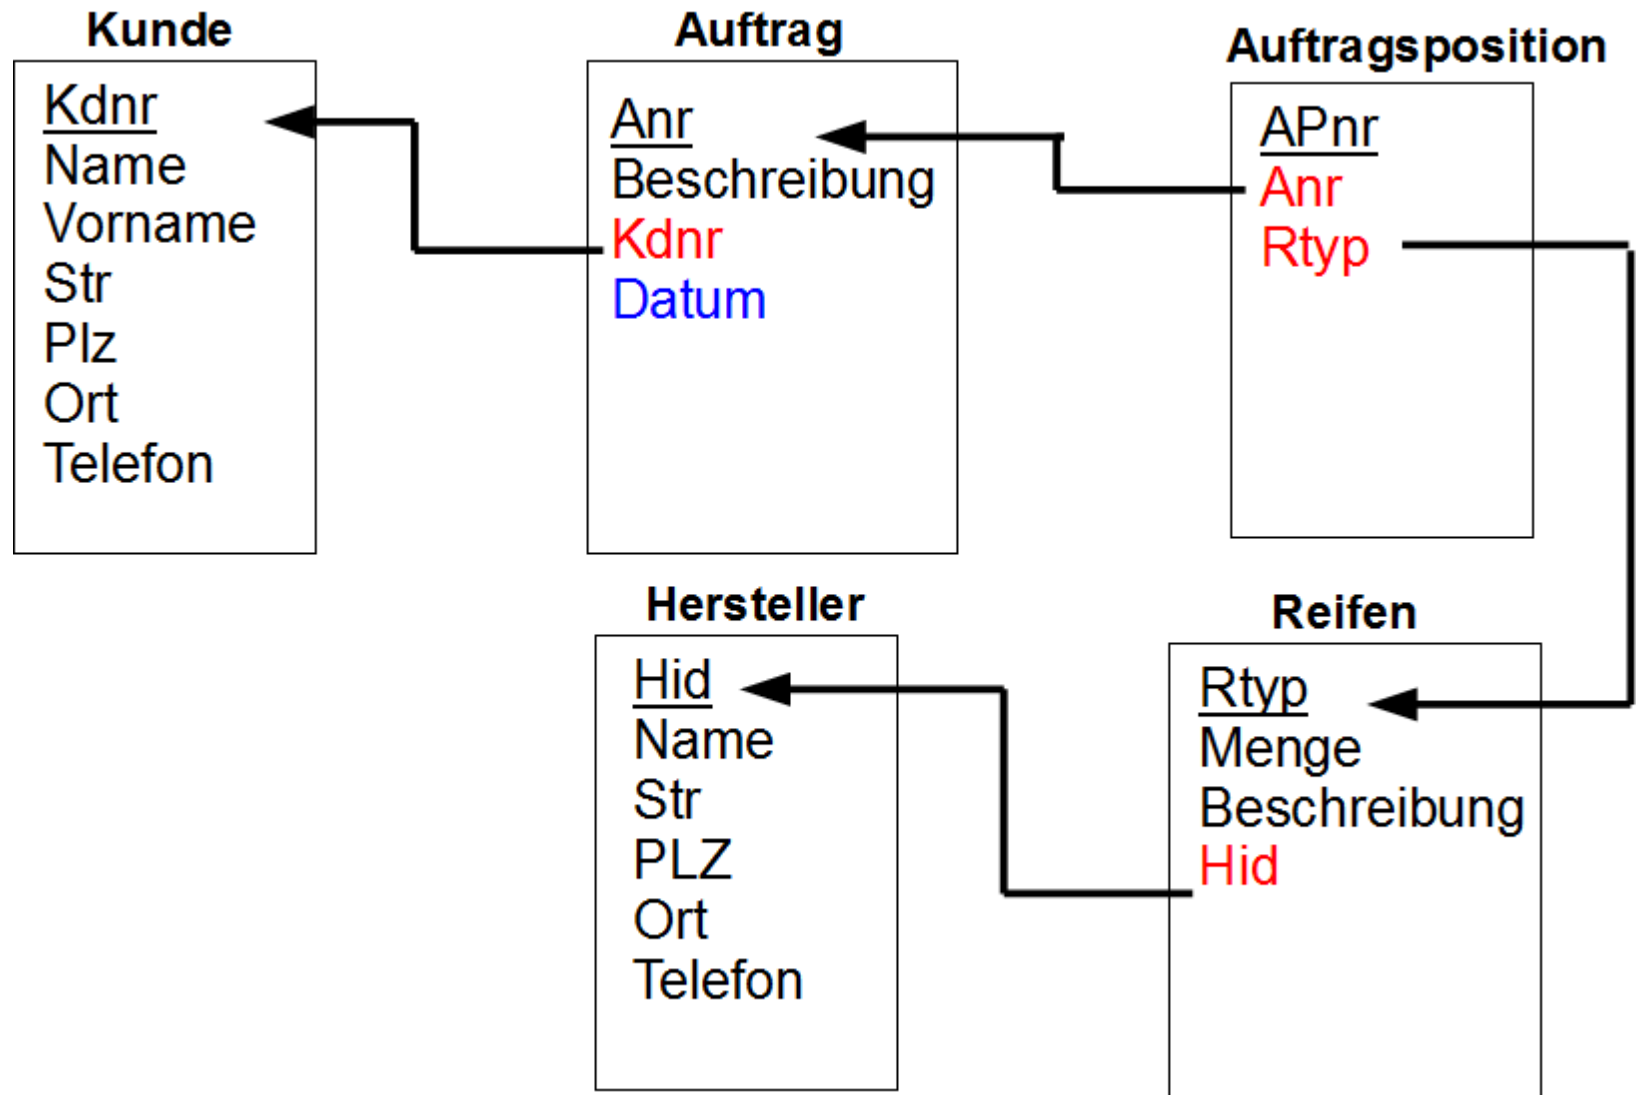 Kunde
Kdnr
Name
Vorname
Str
Plz
Ort
Telefon
Auftrag
Anr
Beschreibung
Kdnr
Datum
Auftragsposition
APnr
Anr
Rtyp
Hersteller
Hid
Name
Str
PLZ
Ort
Telefon
Reifen
Rtyp
Menge
Beschreibung
Hid